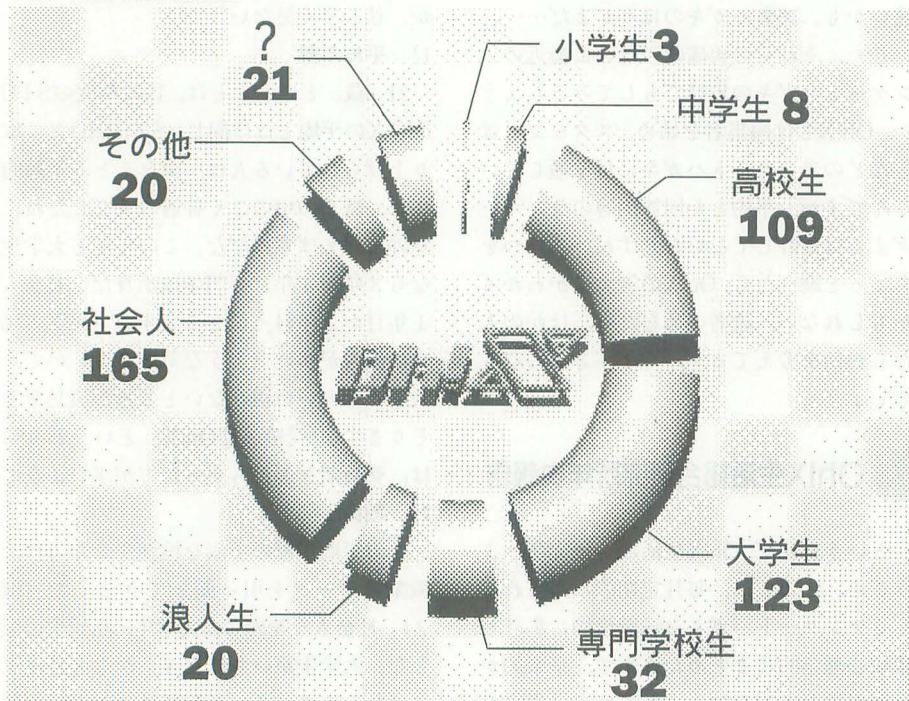 小学生 3
中学生 8
高校生
109
大学生
123
専門学校生
32
浪人生
20
社会人
165
その他
20
?
21